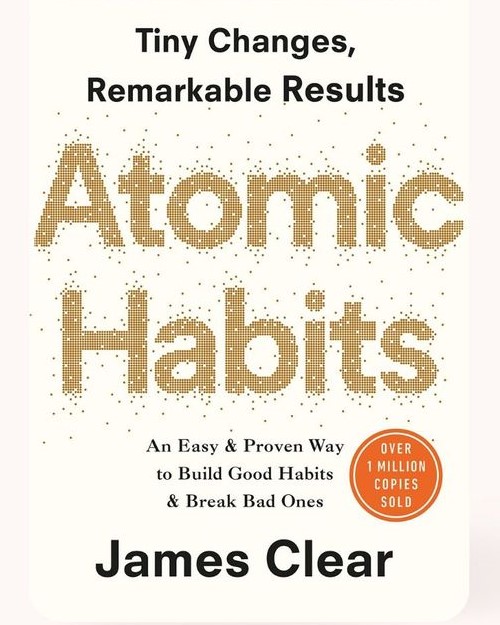 Tiny Changes,
Remarkable Results
Atomic
Habits
An Easy & Proven Way
to Build Good Habits
& Break Bad Ones
OVER
1 MILLION
COPIES
SOLD
James Clear